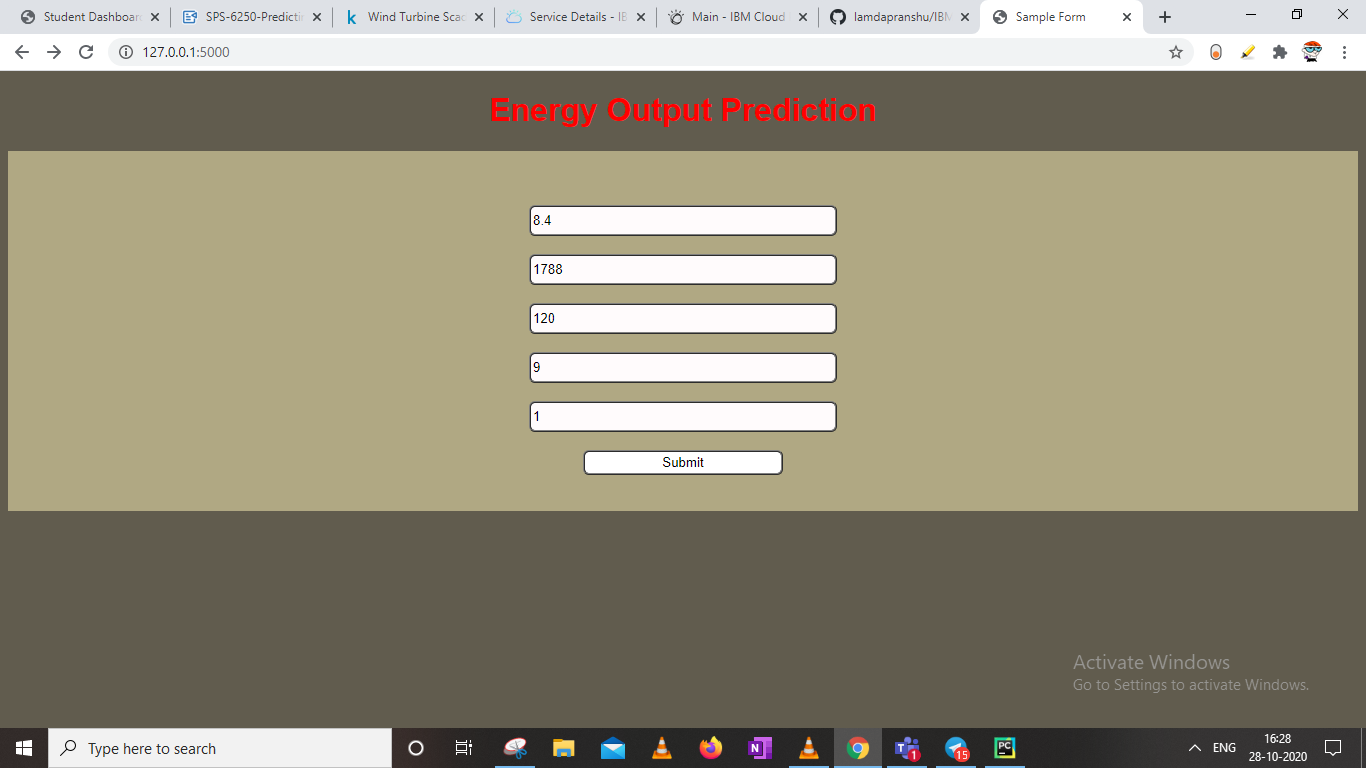 Student Dashboar
SPS-6250-Predicti
Wind Turbine Scad
Service Details - IB
Main - IBM Cloud
lamdapranshu/IBM
Sample Form
127.0.0.1:5000
Energy Output Prediction
8.4
1788
120
9
1
Submit
Activate Windows
Go to Settings to activate Windows.
Type here to search
N
1
15
PC
ENG
16:28
28-10-2020